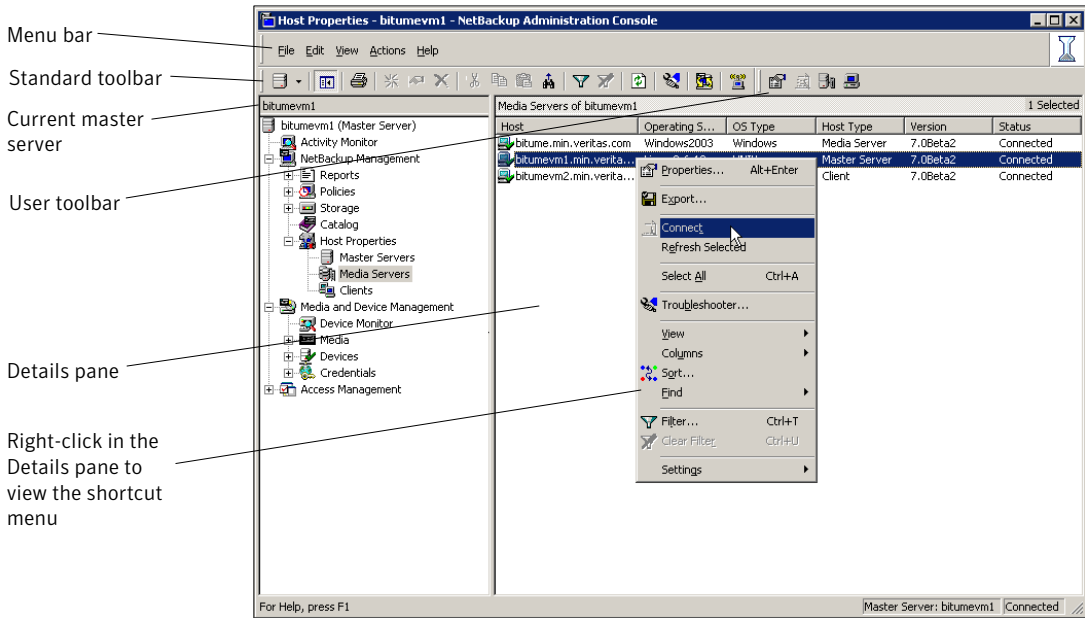 Host Properties - bitumevm1 - NetBackup Administration Console
Menu bar
File Edit View Actions Help
Standard toolbar
Current master
server
User toolbar
Details pane
Right-click in the
Details pane to
view the shortcut
menu
bitumevm1
bitumevm1 (Master Server)
Activity Monitor
NetBackup Management
Reports
Policies
Storage
Catalog
Host Properties
Master Servers
Media Servers
Clients
Media and Device Management
Device Monitor
Media
Devices
Credentials
Access Management
Media Servers of bitumevm1 1 Selected
Host Operating S... OS Type Host Type Version Status
bitume.min.veritas.com Windows2003 Windows Media Server 7.0Beta2 Connected
bitumevm1.min.verita... Master Server 7.0Beta2 Connected
bitumevm2.min.verita... Client 7.0Beta2 Connected
Properties... Alt+Enter
Export...
Connect
Refresh Selected
Select All Ctrl+A
Troubleshooter...
View
Columns
Sort...
Find
Filter... Ctrl+T
Clear Filter Ctrl+U
Settings
For Help, press F1 Master Server: bitumevm1 Connected